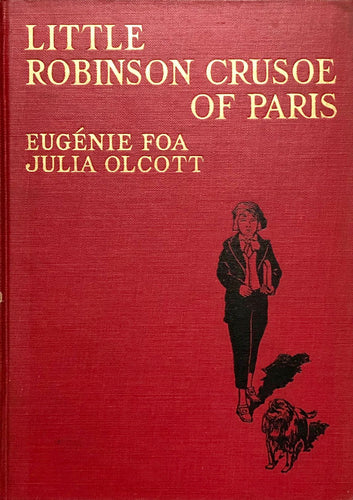 LITTLE
ROBINSON CRUSOE
OF PARIS
EUGÉNIE FOA
JULIA OLCOTT